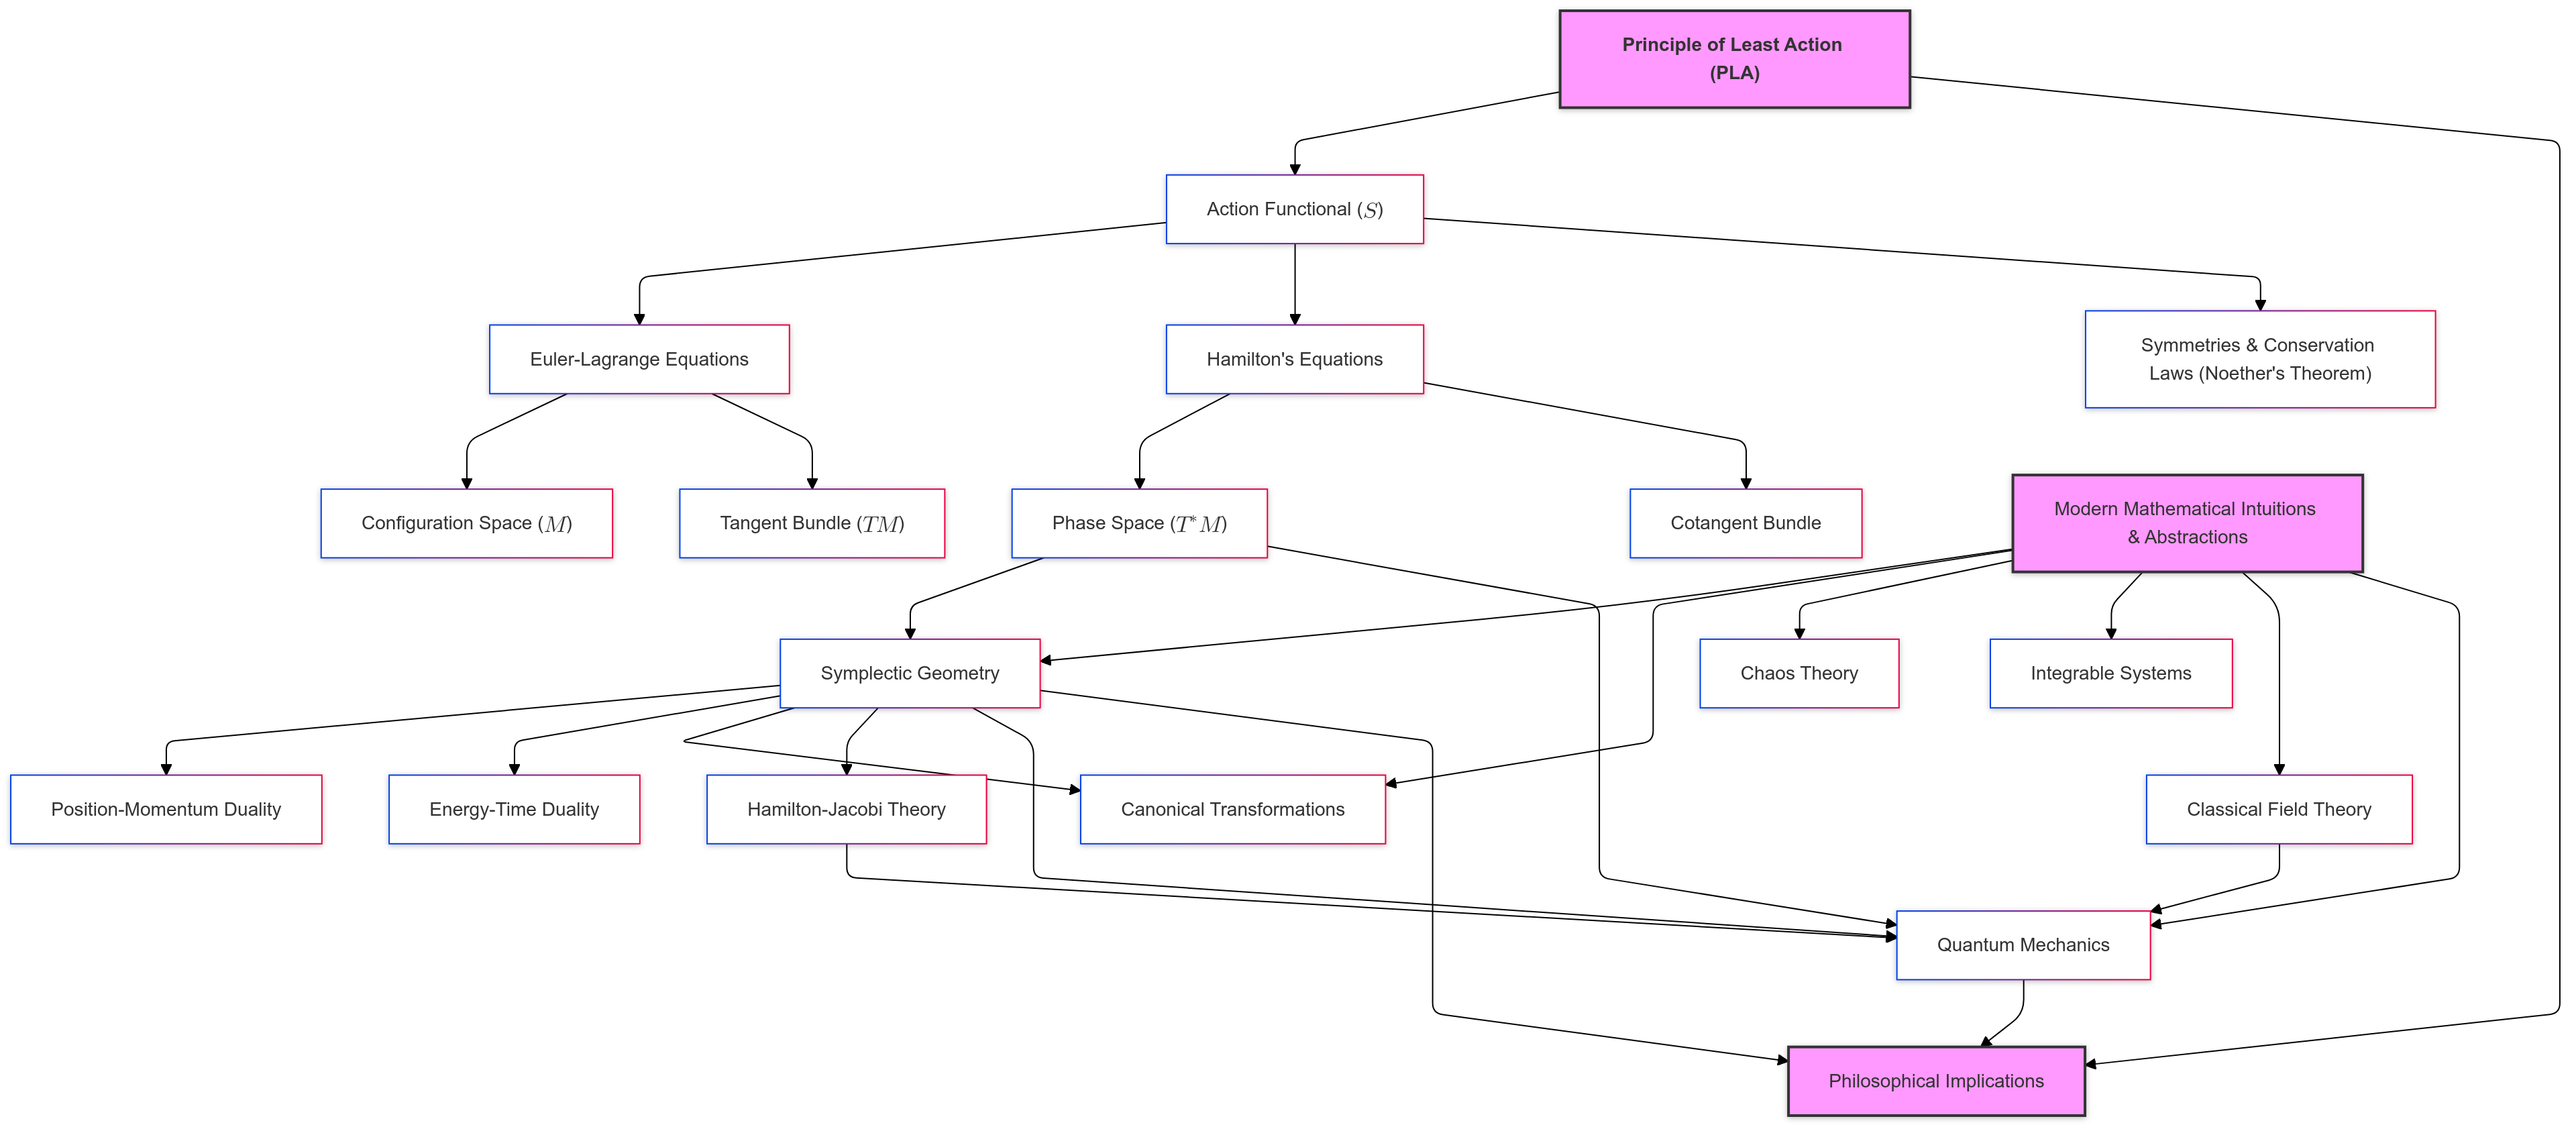 Principle of Least Action
(PLA)
Action Functional (S)
Euler-Lagrange Equations
Hamilton's Equations
Symmetries & Conservation
Laws (Noether's Theorem)
Configuration Space (M)
Tangent Bundle (TM)
Phase Space (T*M)
Cotangent Bundle
Modern Mathematical Intuitions
& Abstractions
Symplectic Geometry
Chaos Theory
Integrable Systems
Position-Momentum Duality
Energy-Time Duality
Hamilton-Jacobi Theory
Canonical Transformations
Classical Field Theory
Quantum Mechanics
Philosophical Implications